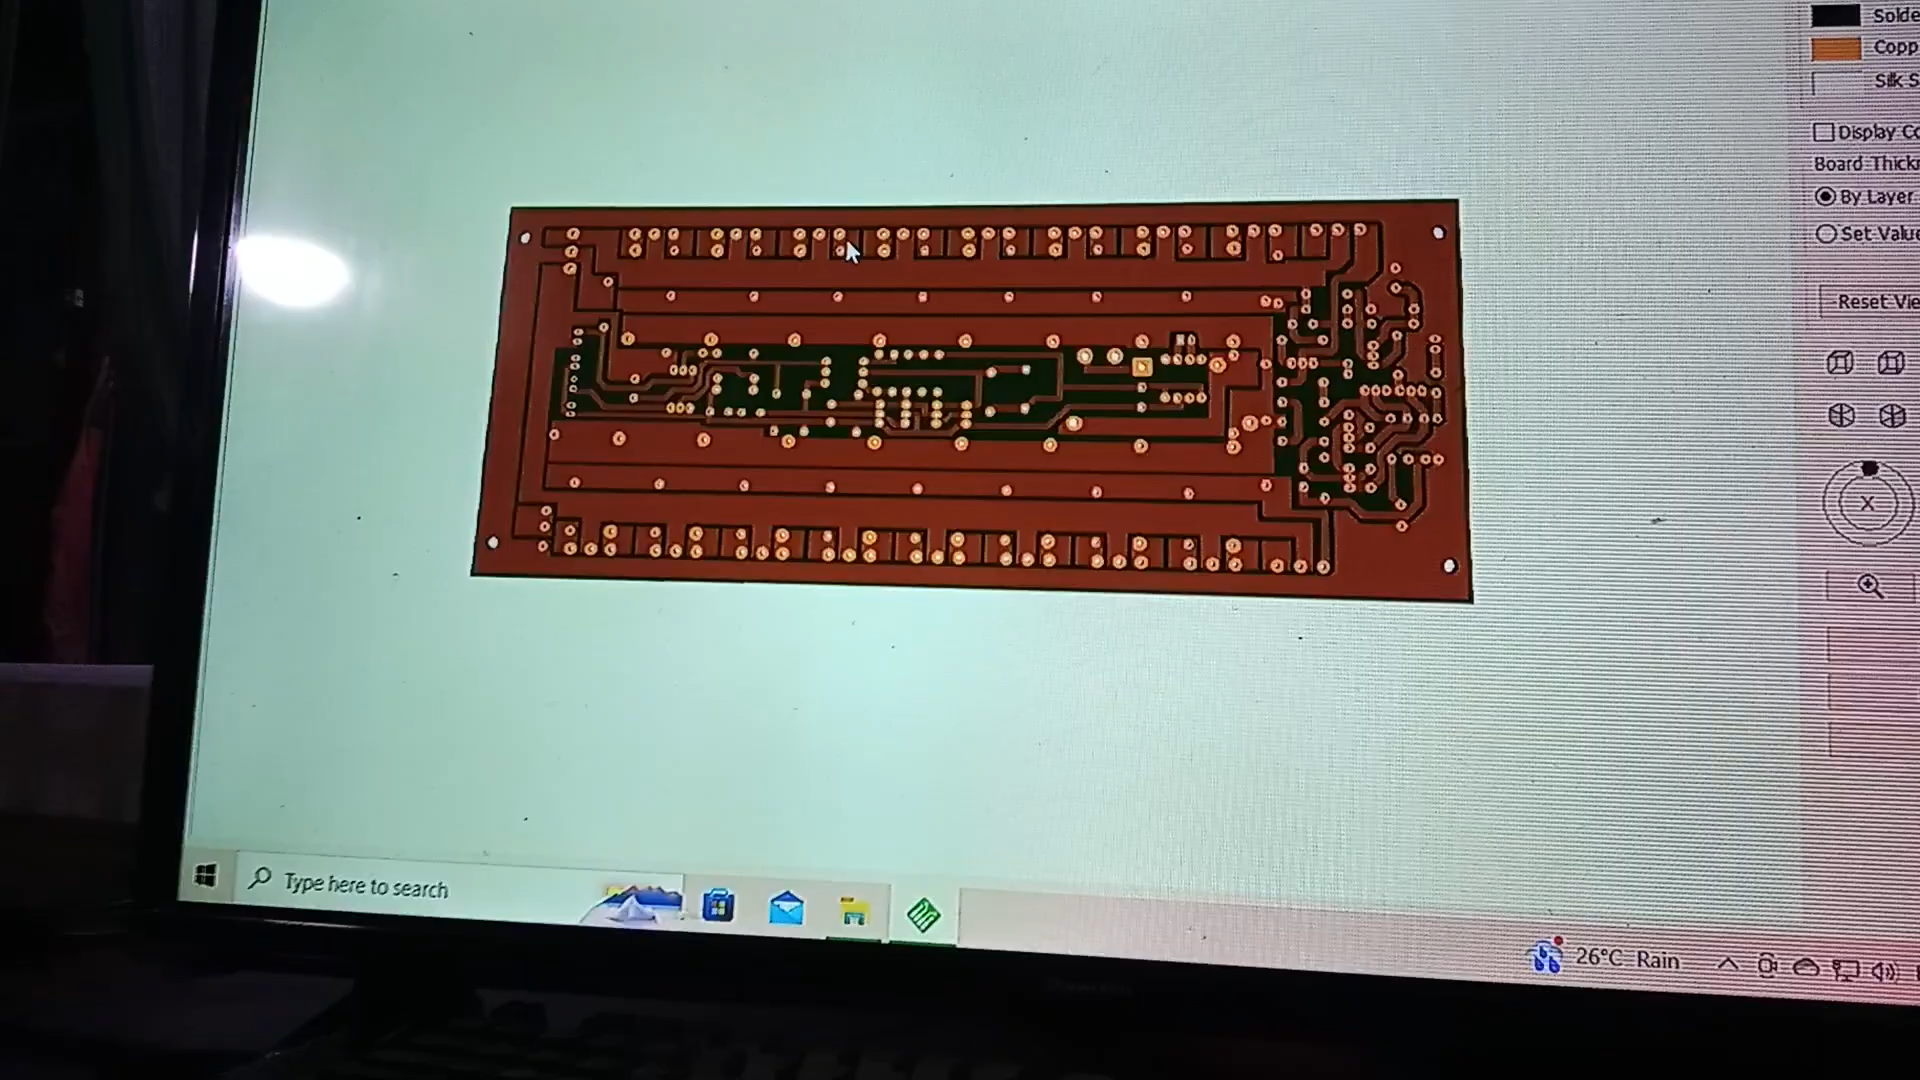 Solde
Copp
Silk S
Display Co
Board Thick
By Layer
Set Value
Reset Vie
Type here to search
26°C Rain